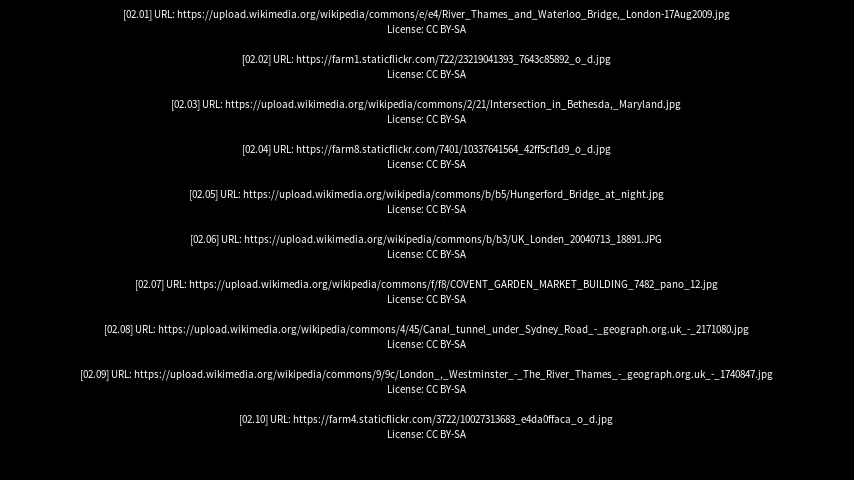 [02.01] URL: https://upload.wikimedia.org/wikipedia/commons/e/e4/River_Thames_and_Waterloo_Bridge,_London-17Aug2009.jpg
License: CC BY-SA
[02.02] URL: https://farm1.staticflickr.com/722/23219041393_7643c85892_o_d.jpg
License: CC BY-SA
[02.03] URL: https://upload.wikimedia.org/wikipedia/commons/2/21/Intersection_in_Bethesda,_Maryland.jpg
License: CC BY-SA
[02.04] URL: https://farm8.staticflickr.com/7401/10337641564_42ff5cf1d9_o_d.jpg
License: CC BY-SA
[02.05] URL: https://upload.wikimedia.org/wikipedia/commons/b/b5/Hungerford_Bridge_at_night.jpg
License: CC BY-SA
[02.06] URL: https://upload.wikimedia.org/wikipedia/commons/b/b3/UK_Londen_20040713_18891.JPG
License: CC BY-SA
[02.07] URL: https://upload.wikimedia.org/wikipedia/commons/f/f8/COVENT_GARDEN_MARKET_BUILDING_7482_pano_12.jpg
License: CC BY-SA
[02.08] URL: https://upload.wikimedia.org/wikipedia/commons/4/45/Canal_tunnel_under_Sydney_Road_-_geograph.org.uk_-_2171080.jpg
License: CC BY-SA
[02.09] URL: https://upload.wikimedia.org/wikipedia/commons/9/9c/London_,_Westminster_-_The_River_Thames_-_geograph.org.uk_-_1740847.jpg
License: CC BY-SA
[02.10] URL: https://farm4.staticflickr.com/3722/10027313683_e4da0ffaca_o_d.jpg
License: CC BY-SA